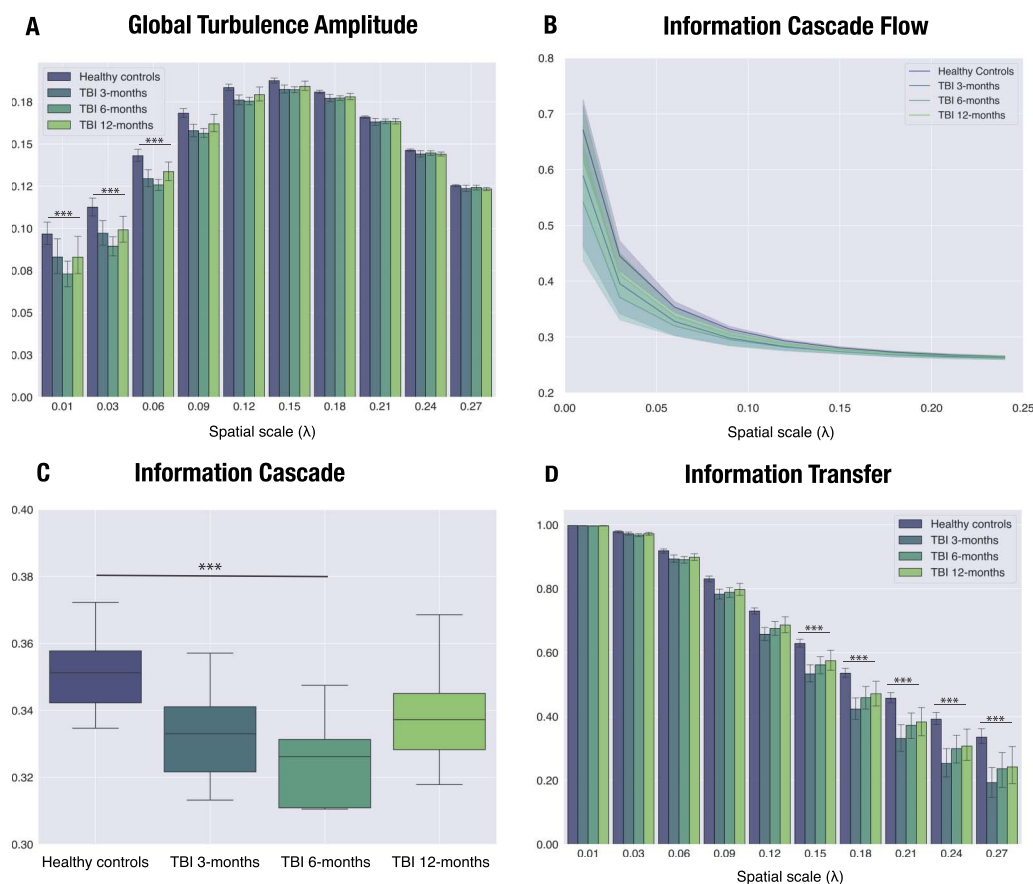 A
Global Turbulence Amplitude
Healthy controls
TBI 3-months
TBI 6-months
TBI 12-months
0.18
0.15
0.12
0.10
0.08
0.05
0.03
0.00
***
***
***
0.01 0.03 0.06 0.09 0.12 0.15 0.18 0.21 0.24 0.27
Spatial scale (λ)
B
Information Cascade Flow
Healthy Controls
TBI 3-months
TBI 6-months
TBI 12-months
0.8
0.7
0.6
0.5
0.4
0.3
0.2
0.00 0.05 0.10 0.15 0.20 0.25
Spatial scale (λ)
C
Information Cascade
0.40
0.38
0.36
0.34
0.32
0.30
***
Healthy controls TBI 3-months TBI 6-months TBI 12-months
D
Information Transfer
Healthy controls
TBI 3-months
TBI 6-months
TBI 12-months
1.00
0.80
0.60
0.40
0.20
0.00
***
***
***
***
***
0.01 0.03 0.06 0.09 0.12 0.15 0.18 0.21 0.24 0.27
Spatial scale (λ)